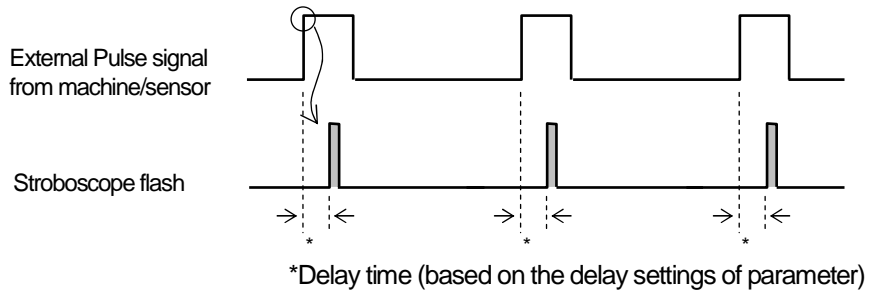 External Pulse signal
from machine/sensor
Stroboscope flash
* * *
*Delay time (based on the delay settings of parameter)